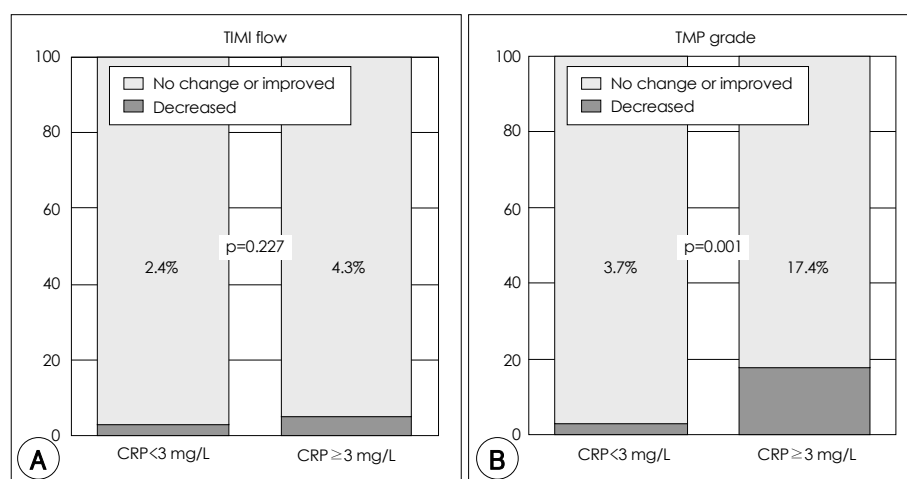 TIMI flow
100
80
60
40
20
0
No change or improved
Decreased
p=0.227
2.4%
4.3%
CRP<3 mg/L
CRP≥3 mg/L
A
TMP grade
100
80
60
40
20
0
No change or improved
Decreased
p=0.001
3.7%
17.4%
CRP<3 mg/L
CRP≥3 mg/L
B